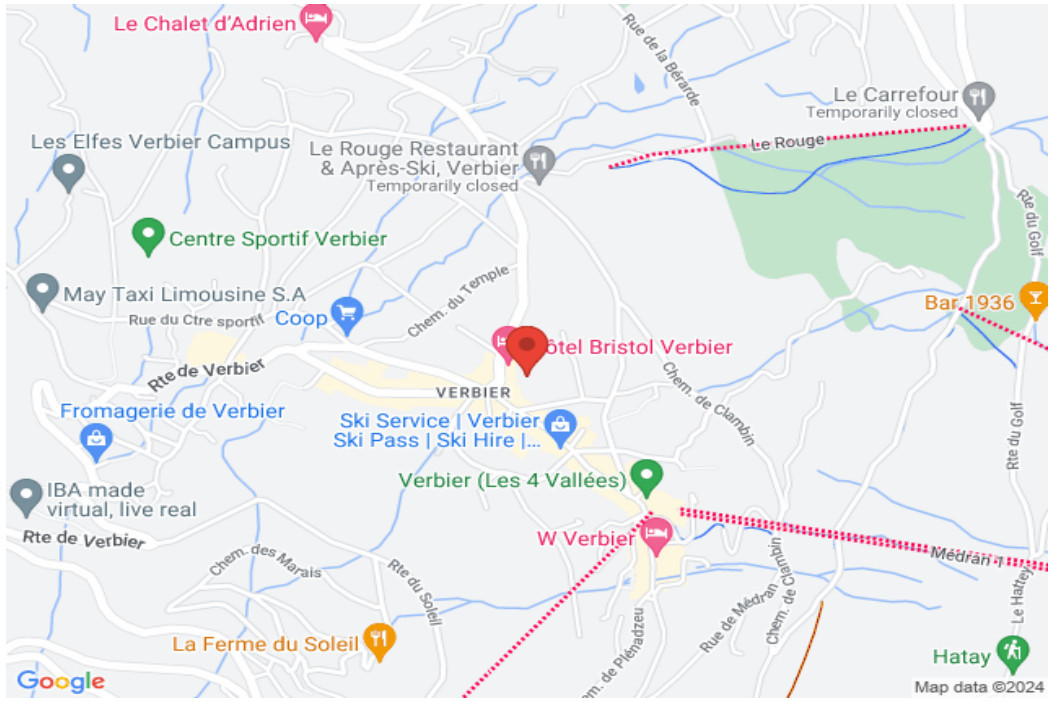 Le Chalet d'Adrien
Rue de la Bérarde
Le Carrefour
Temporarily closed
Les Elfes Verbier Campus
Le Rouge Restaurant
& Après-Ski, Verbier
Temporarily closed
Le Rouge
Rte du Golf
Centre Sportif Verbier
May Taxi Limousine S.A
Rue du Ctre sportif
Coop
Chem. du Temple
Bar 1936
ôtel Bristol Verbier
Rte de Verbier
VERBIER
Chem. de Clambin
Fromagerie de Verbier
Ski Service | Verbier
Ski Pass | Ski Hire |...
Rte du Golf
Verbier (Les 4 Vallées)
IBA made
virtual, live real
Rte de Verbier
W Verbier
Médran 1
Chem. des Marais
Rte du Soleil
Chem. de Clambin
Rue de Médran
Le Hattey
La Ferme du Soleil
em. de Plénadzeu
Hatay
Google
Map data ©2024